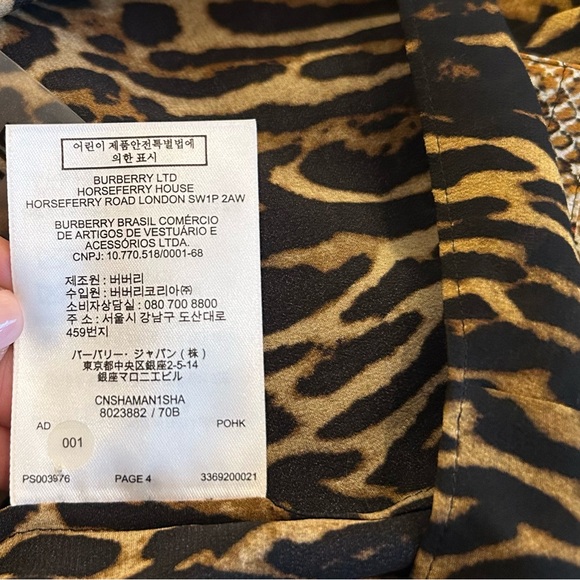 어린이 제품안전특별법에
의한 표시
BURBERRY LTD
HORSEFERRY HOUSE
HORSEFERRY ROAD LONDON SW1P 2AW
BURBERRY BRASIL COMÉRCIO
DE ARTIGOS DE VESTUÁRIO E
ACESSÓRIOS LTDA.
CNPJ: 10.770.518/0001-68
제조원 : 버버리
수입원 : 버버리코리아㈜
소비자상담실 : 080 700 8800
주 소 : 서울시 강남구 도산대로
459번지
バーバリー・ジャパン（株）
東京都中央区銀座2-5-14
銀座マロニエビル
CNSHAMAN1SHA
8023882 / 70B
AD POHK
001
PS003976 PAGE 4 3369200021